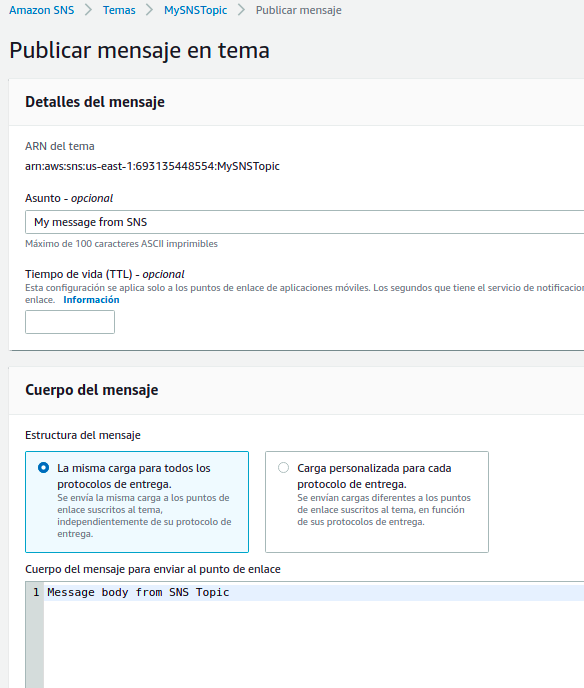 Amazon SNS > Temas > MySNSTopic > Publicar mensaje
Publicar mensaje en tema
Detalles del mensaje
ARN del tema
arn:aws:sns:us-east-1:693135448554:MySNSTopic
Asunto - opcional
My message from SNS
Máximo de 100 caracteres ASCII imprimibles
Tiempo de vida (TTL) - opcional
Esta configuración se aplica solo a los puntos de enlace de aplicaciones móviles. Los segundos que tiene el servicio de notificacio
enlace. Información
Cuerpo del mensaje
Estructura del mensaje
La misma carga para todos los
protocolos de entrega.
Se envía la misma carga a los puntos de
enlace suscritos al tema,
independientemente de su protocolo de
entrega.
Carga personalizada para cada
protocolo de entrega.
Se envían cargas diferentes a los puntos
de enlace suscritos al tema, en función
de sus protocolos de entrega.
Cuerpo del mensaje para enviar al punto de enlace
1 Message body from SNS Topic